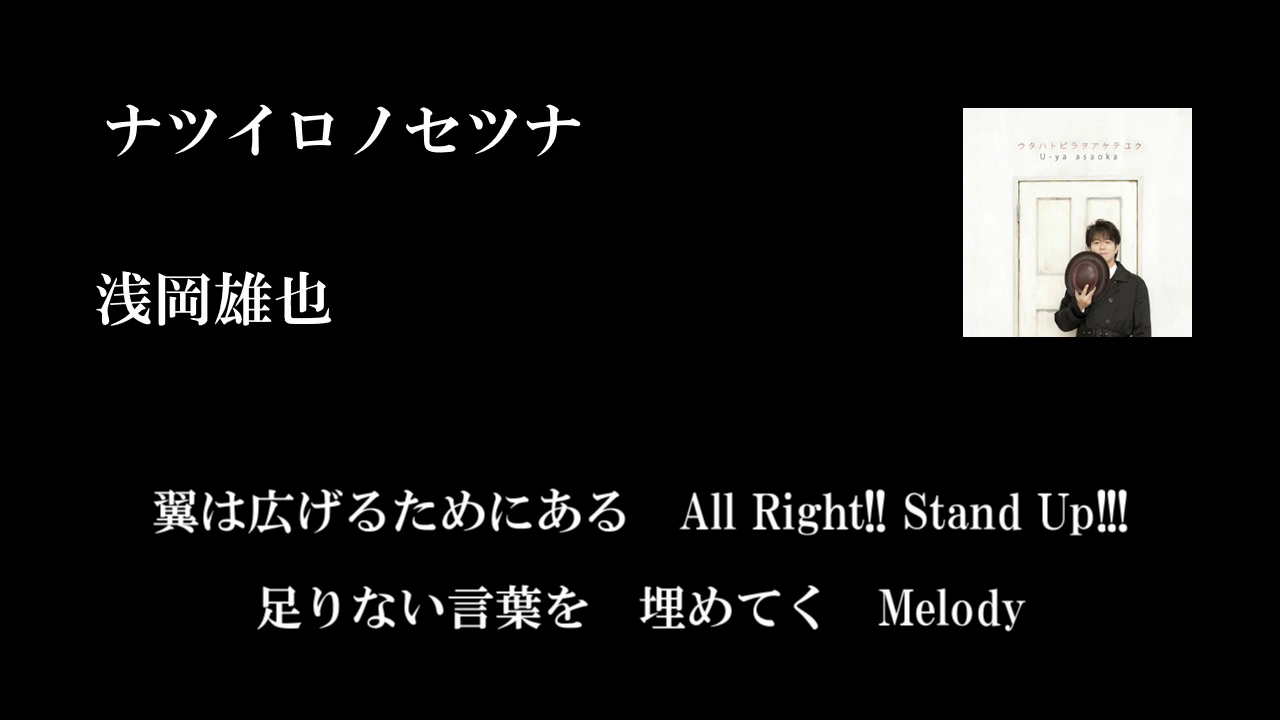 ナツイロノセツナ
ウタハトビラヲアケテユク
U-ya asaoka
浅岡雄也
翼は広げるためにある　All Right!! Stand Up!!!
足りない言葉を　埋めてく　Melody